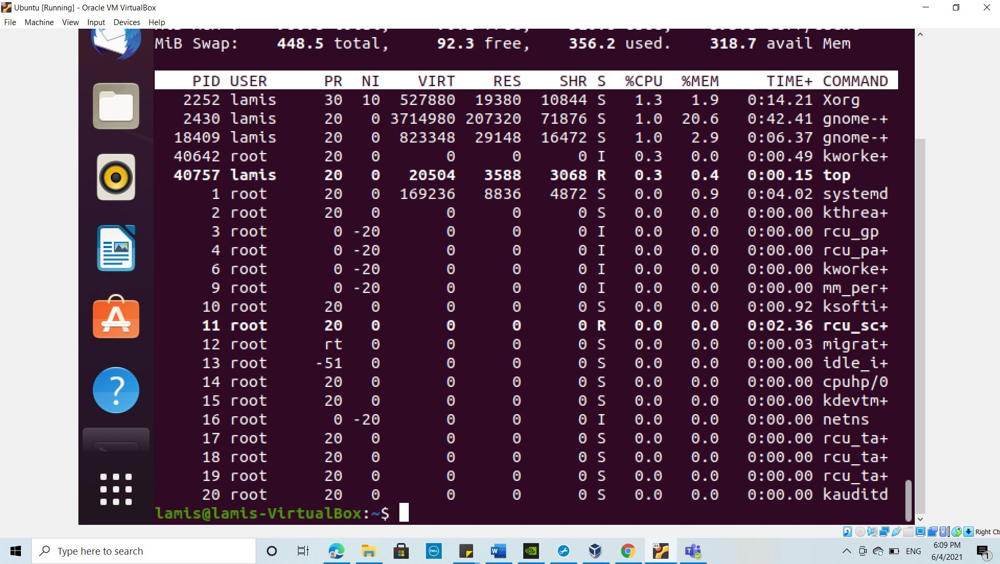 Ubuntu [Running] - Oracle VM VirtualBox
File Machine View Input Devices Help
MiB Swap: 448.5 total, 92.3 free, 356.2 used. 318.7 avail Mem
PID USER PR NI VIRT RES SHR S %CPU %MEM TIME+ COMMAND
2252 lamis 30 10 527880 19380 10844 S 1.3 1.9 0:14.21 Xorg
2430 lamis 20 0 3714980 207320 71876 S 1.0 20.6 0:42.41 gnome-+
18409 lamis 20 0 823348 29148 16472 S 1.0 2.9 0:06.37 gnome-+
40642 root 20 0 0 0 0 I 0.3 0.0 0:00.49 kworke+
40757 lamis 20 0 20504 3588 3068 R 0.3 0.4 0:00.15 top
1 root 20 0 169236 8836 4872 S 0.0 0.9 0:04.02 systemd
2 root 20 0 0 0 0 S 0.0 0.0 0:00.00 kthrea+
3 root 0 -20 0 0 0 I 0.0 0.0 0:00.00 rcu_gp
4 root 0 -20 0 0 0 I 0.0 0.0 0:00.00 rcu_pa+
6 root 0 -20 0 0 0 I 0.0 0.0 0:00.00 kworke+
9 root 0 -20 0 0 0 I 0.0 0.0 0:00.00 mm_per+
10 root 20 0 0 0 0 S 0.0 0.0 0:00.92 ksofti+
11 root 20 0 0 0 0 R 0.0 0.0 0:02.36 rcu_sc+
12 root rt 0 0 0 0 S 0.0 0.0 0:00.03 migrat+
13 root -51 0 0 0 0 S 0.0 0.0 0:00.00 idle_i+
14 root 20 0 0 0 0 S 0.0 0.0 0:00.00 cpuhp/0
15 root 20 0 0 0 0 S 0.0 0.0 0:00.00 kdevtm+
16 root 0 -20 0 0 0 I 0.0 0.0 0:00.00 netns
17 root 20 0 0 0 0 S 0.0 0.0 0:00.00 rcu_ta+
18 root 20 0 0 0 0 S 0.0 0.0 0:00.00 rcu_ta+
19 root 20 0 0 0 0 S 0.0 0.0 0:00.00 rcu_ta+
20 root 20 0 0 0 0 S 0.0 0.0 0:00.00 kauditd
lamis@lamis-VirtualBox:~$
Right Ct
Type here to search
DELL
64
ENG
6:09 PM
6/4/2021
1